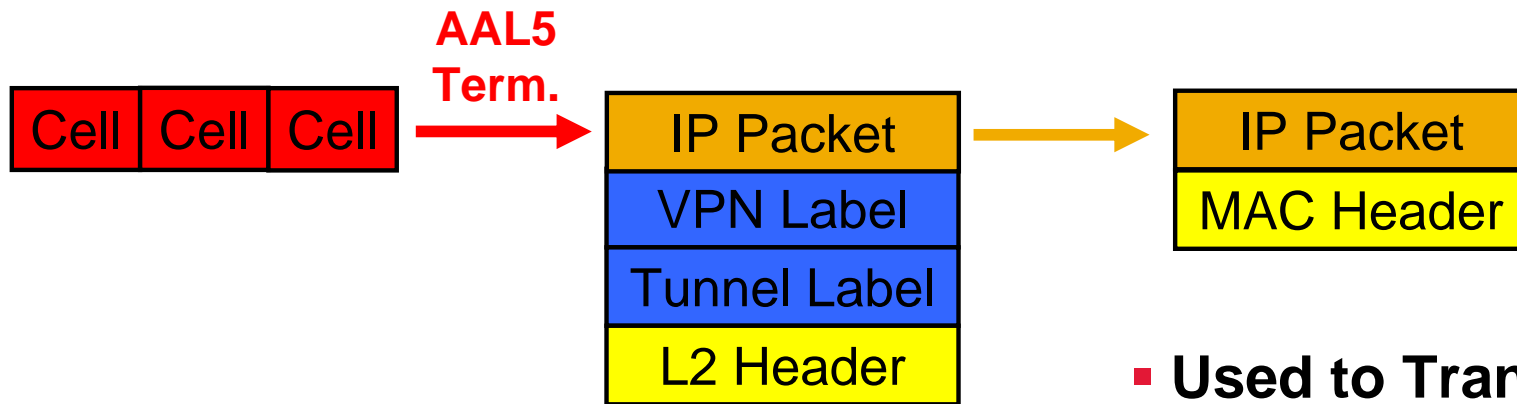 AAL5
Term.
Cell Cell Cell
IP Packet
VPN Label
Tunnel Label
L2 Header
IP Packet
MAC Header
Used to